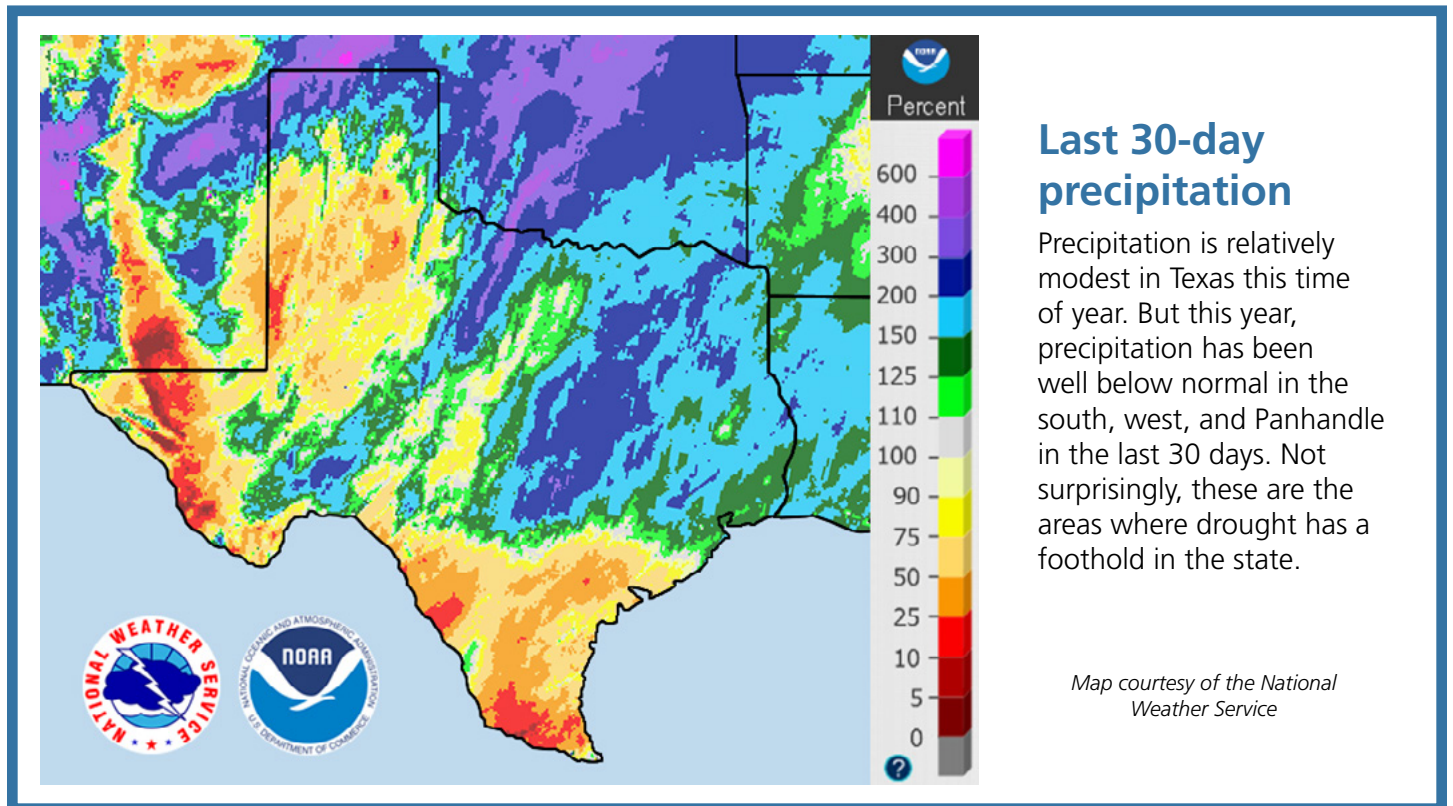 NOAA
Percent
600
400
300
200
150
125
110
100
90
75
50
25
10
5
0
?
NATIONAL WEATHER SERVICE
NATIONAL OCEANIC AND ATMOSPHERIC ADMINISTRATION
NOAA
U.S. DEPARTMENT OF COMMERCE
Last 30-day
precipitation
Precipitation is relatively
modest in Texas this time
of year. But this year,
precipitation has been
well below normal in the
south, west, and Panhandle
in the last 30 days. Not
surprisingly, these are the
areas where drought has a
foothold in the state.
Map courtesy of the National
Weather Service